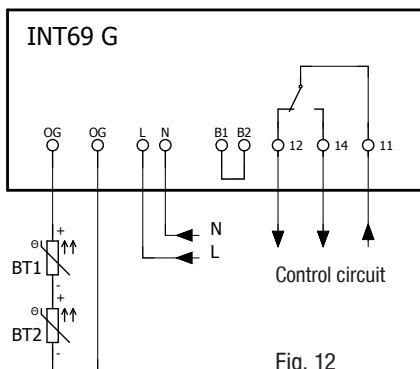 INT69 G
OG OG L N B1 B2 12 14 11
N
L
+
Θ
BT1
-
+
Θ
BT2
-
Control circuit
Fig. 12